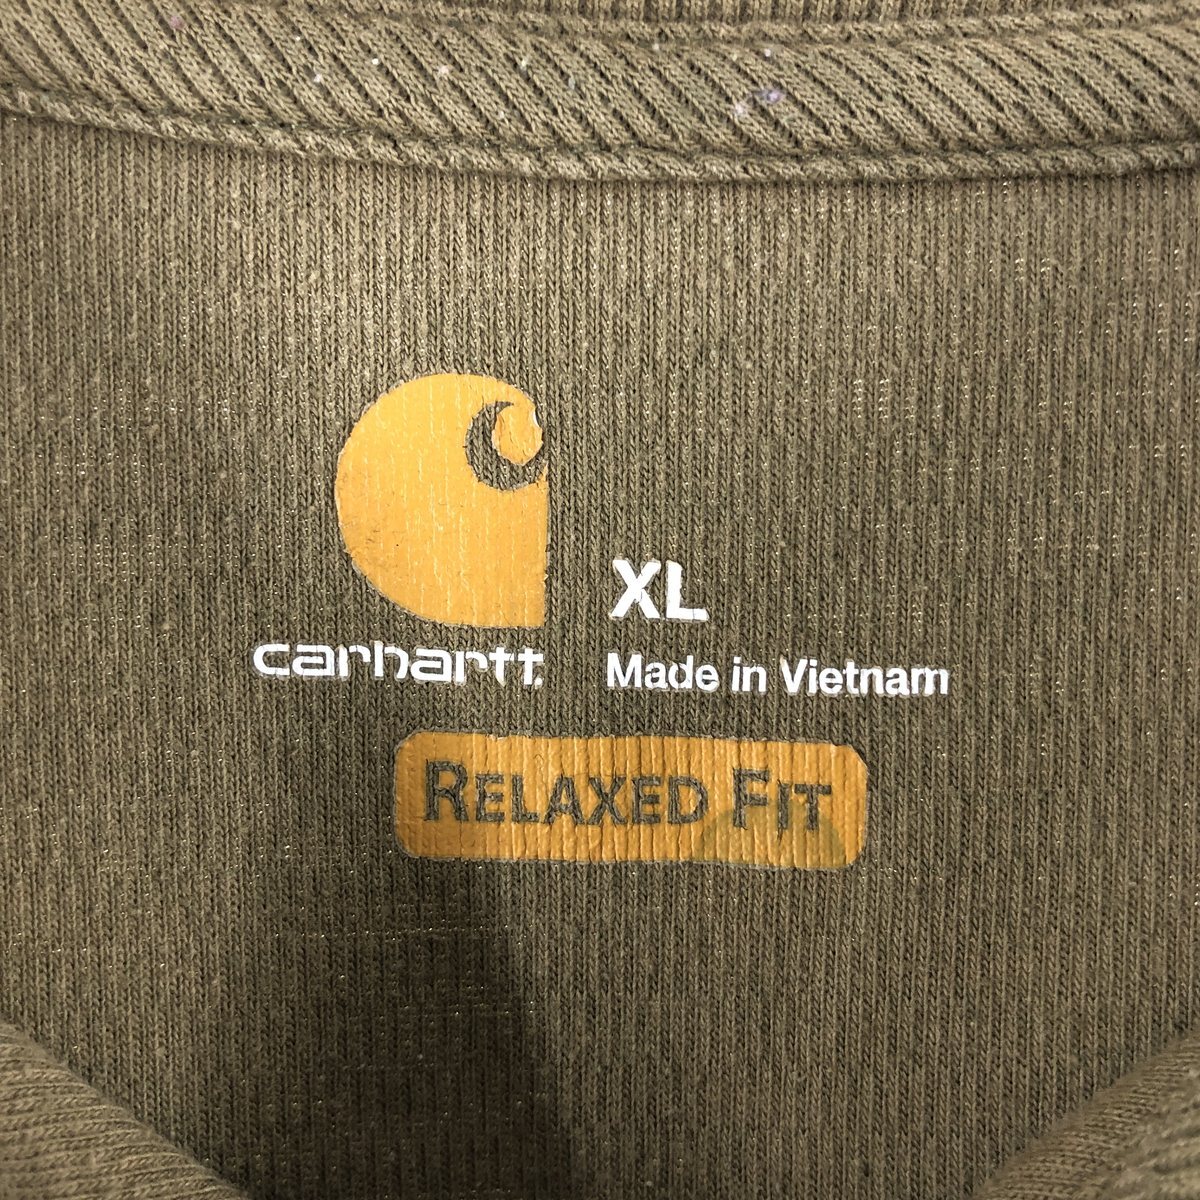 XL
carhartt
Made in Vietnam
RELAXED FIT